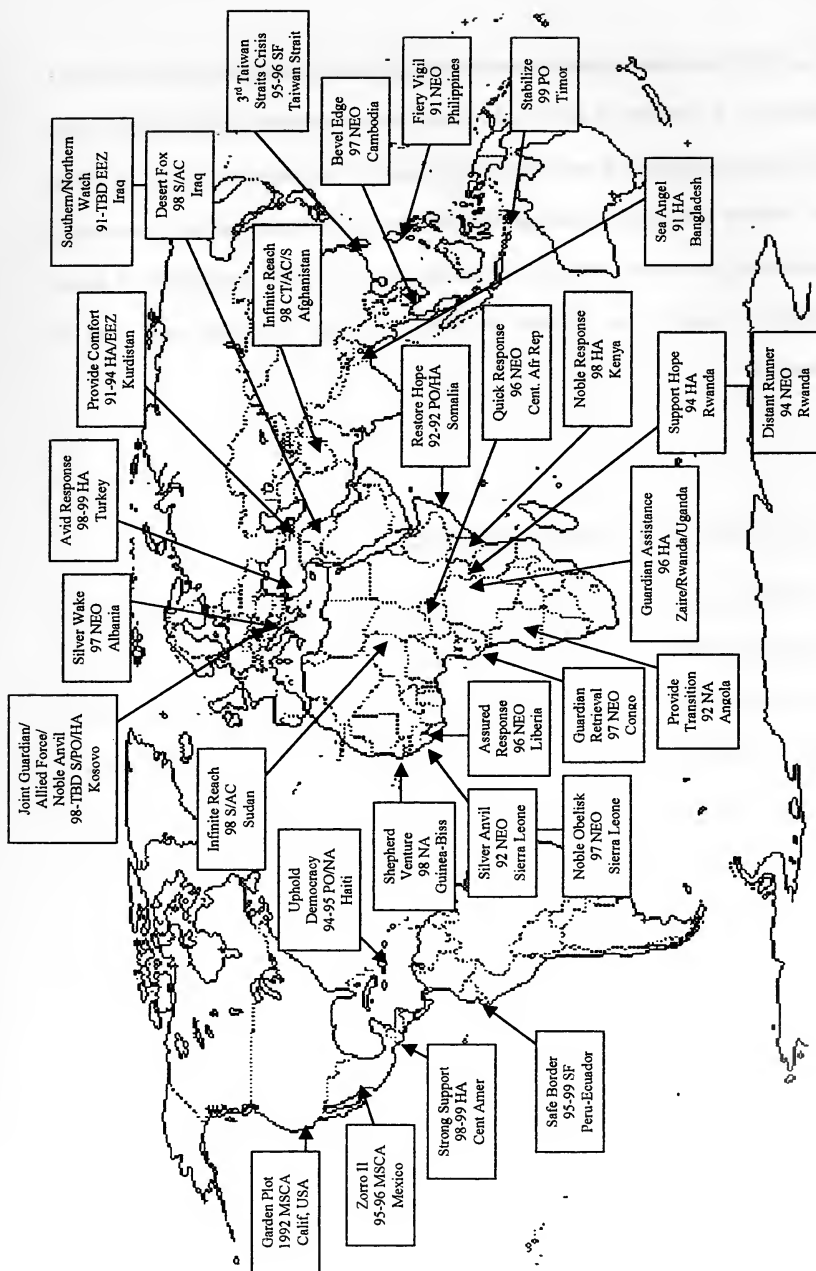 Joint Guardian/
Allied Force/
Noble Anvil
98-TBD S/PO/HA
Kosovo
Silver Wake
97 NEO
Albania
Avid Response
98-99 HA
Turkey
Provide Comfort
91-94 HA/EEZ
Kurdistan
Southern/Northern
Watch
91-TBD EEZ
Iraq
Desert Fox
98 S/AC
Iraq
3rd Taiwan
Straits Crisis
95-96 SF
Taiwan Strait
Infinite Reach
98 S/AC
Sudan
Infinite Reach
98 CT/AC/S
Afghanistan
Bevel Edge
97 NEO
Cambodia
Fiery Vigil
91 NEO
Philippines
Garden Plot
1992 MSCA
Calif, USA
Zorro II
95-96 MSCA
Mexico
Uphold
Democracy
94-95 PO/NA
Haiti
Strong Support
98-99 HA
Cent Amer
Safe Border
95-99 SF
Peru-Ecuador
Shepherd
Venture
98 NA
Guinea-Biss
Silver Anvil
92 NEO
Sierra Leone
Noble Obelisk
97 NEO
Sierra Leone
Assured
Response
96 NEO
Liberia
Guardian
Retrieval
97 NEO
Congo
Provide
Transition
92 NA
Angola
Restore Hope
92-92 PO/HA
Somalia
Quick Response
96 NEO
Cent. Afr Rep
Noble Response
98 HA
Kenya
Support Hope
94 HA
Rwanda
Distant Runner
94 NEO
Rwanda
Guardian Assistance
96 HA
Zaire/Rwanda/Uganda
Sea Angel
91 HA
Bangladesh
Stabilize
99 PO
Timor